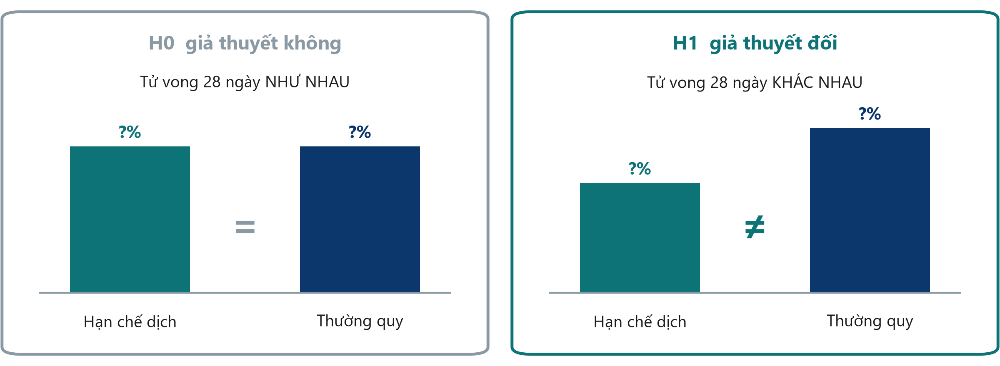 H0 giả thuyết không
Tử vong 28 ngày NHƯ NHAU
?%
?%
=
Hạn chế dịch
Thường quy
H1 giả thuyết đối
Tử vong 28 ngày KHÁC NHAU
?%
?%
≠
Hạn chế dịch
Thường quy